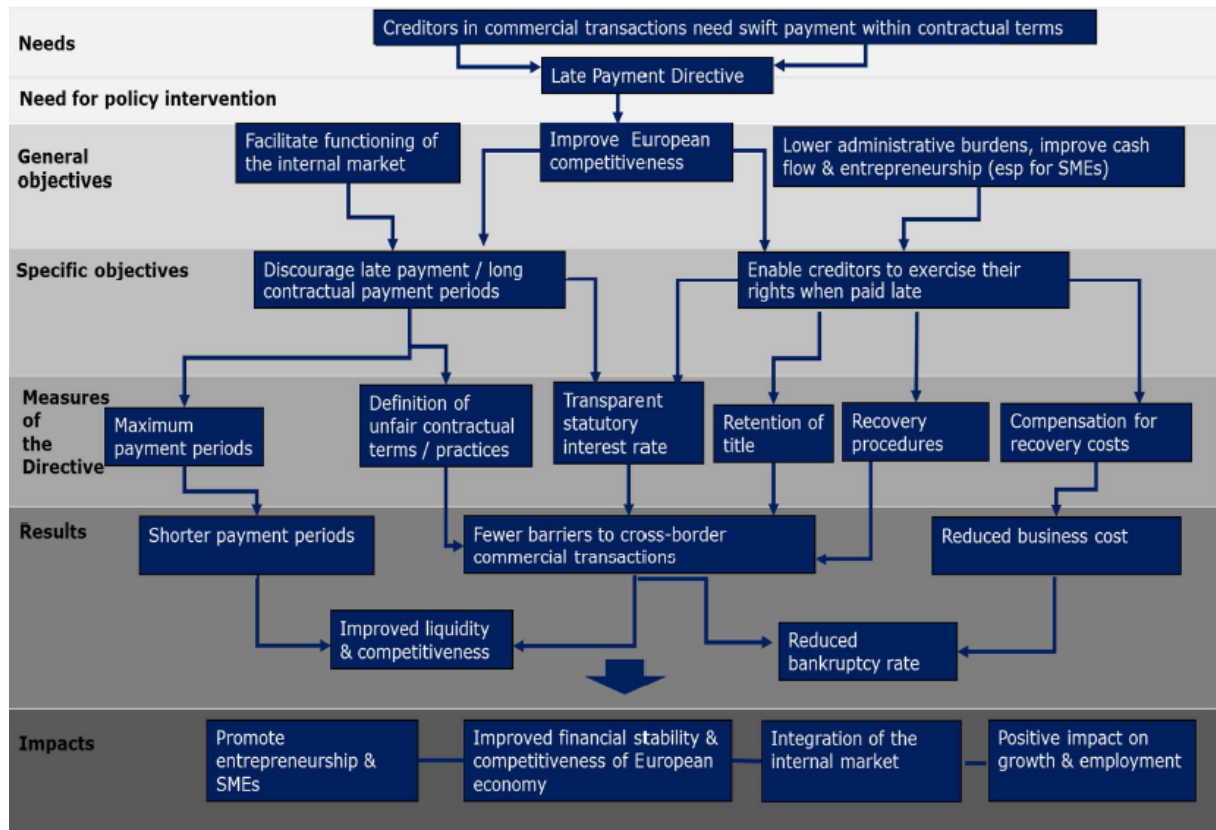 Needs
Creditors in commercial transactions need swift payment within contractual terms
Late Payment Directive
Need for policy intervention
General
objectives
Facilitate functioning of
the internal market
Improve European
competitiveness
Lower administrative burdens, improve cash
flow & entrepreneurship (esp for SMEs)
Specific objectives
Discourage late payment / long
contractual payment periods
Enable creditors to exercise their
rights when paid late
Measures
of
the
Directive
Maximum
payment periods
Definition of
unfair contractual
terms / practices
Transparent
statutory
interest rate
Retention of
title
Recovery
procedures
Compensation for
recovery costs
Results
Shorter payment periods
Fewer barriers to cross-border
commercial transactions
Reduced business cost
Improved liquidity
& competitiveness
Reduced
bankruptcy rate
Impacts
Promote
entrepreneurship &
SMEs
Improved financial stability &
competitiveness of European
economy
Integration of the
internal market
Positive impact on
growth & employment